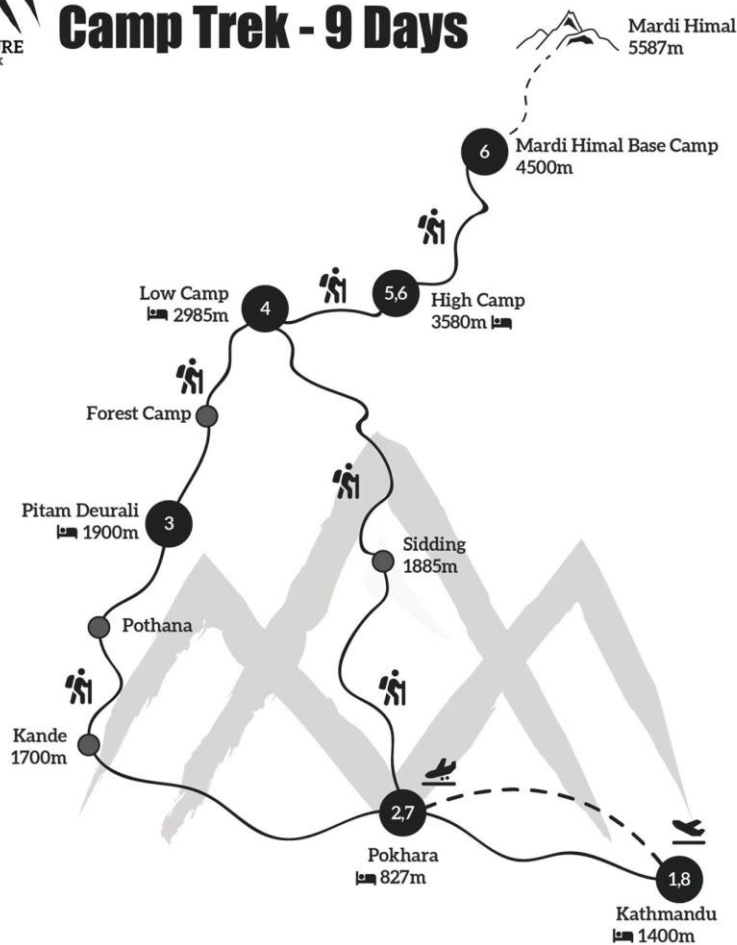 Camp Trek - 9 Days
Mardi Himal
5587m
6
Mardi Himal Base Camp
4500m
Low Camp
2985m
4
5,6
High Camp
3580m
Forest Camp
Pitam Deurali
1900m
3
Sidding
1885m
Pothana
Kande
1700m
2,7
Pokhara
827m
1,8
Kathmandu
1400m